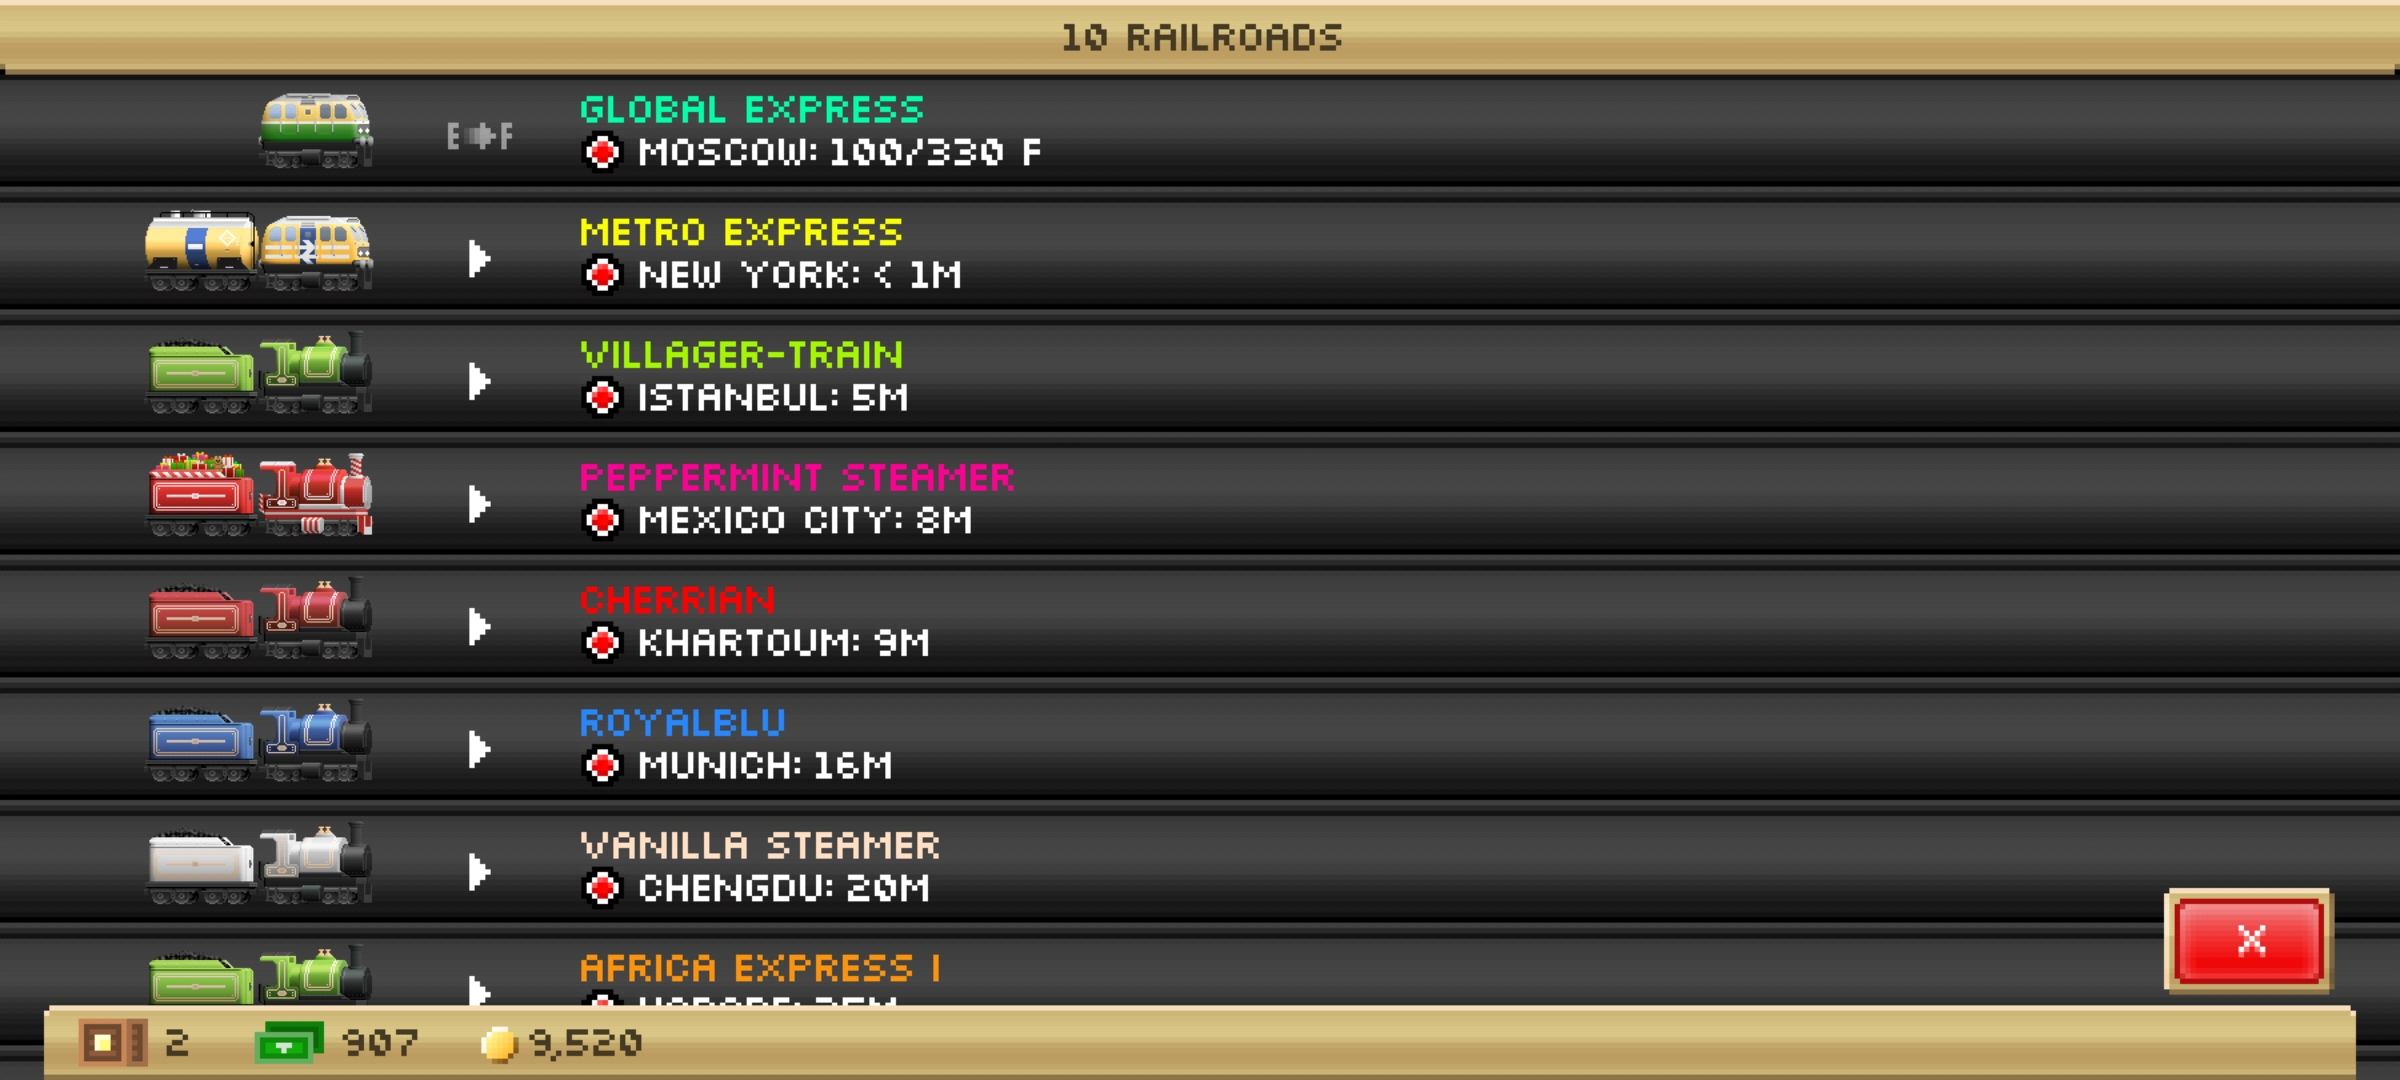 10 RAILROADS
E F
GLOBAL EXPRESS
MOSCOW: 100/330 F
METRO EXPRESS
NEW YORK: < 1M
VILLAGER-TRAIN
ISTANBUL: 5M
PEPPERMINT STEAMER
MEXICO CITY: 8M
CHERRIAN
KHARTOUM: 9M
ROYALBLU
MUNICH: 16M
VANILLA STEAMER
CHENGDU: 20M
AFRICA EXPRESS I
X
2 907 9,520